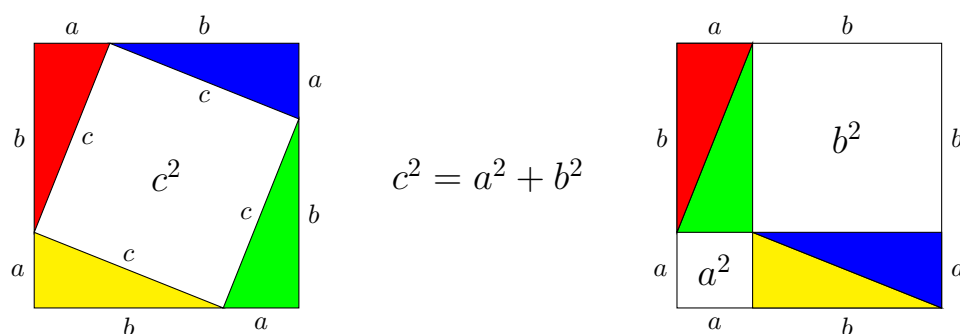 a b
b c c a
c²
a c c b
b a
c² = a² + b²
a b
b b² b
a a² a
a b